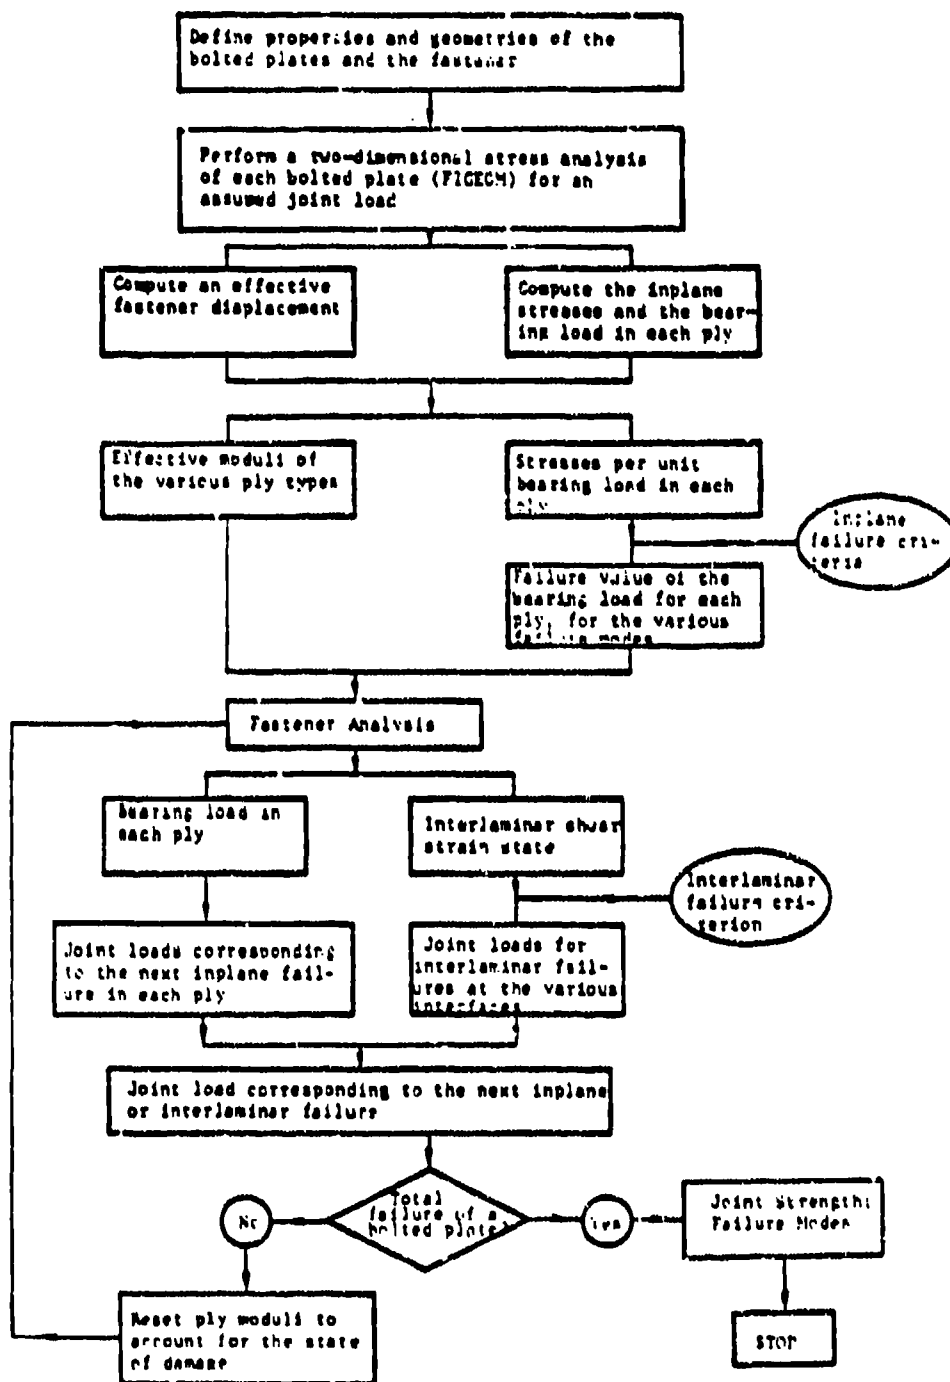 Define properties and geometries of the
bolted plates and the fastener
Perform a two-dimensional stress analysis
of each bolted plate (FIGEOM) for an
assumed joint load
Compute an effective
fastener displacement
Compute the inplane
stresses and the bear-
ing load in each ply
Effective moduli of
the various ply types
Stresses per unit
bearing load in each
ply
Inplane
failure cri-
teria
Failure value of the
bearing load for each
ply, for the various
failure modes
Fastener Analysis
Bearing load in
each ply
Interlaminar shear
strain state
Interlaminar
failure cri-
terion
Joint loads corresponding
to the next inplane fail-
ure in each ply
Joint loads for
interlaminar fail-
ures at the various
interfaces
Joint load corresponding to the next inplane
or interlaminar failure
Total
failure of a
bolted plate?
No
Yes
Joint Strength;
Failure Modes
Reset ply moduli to
account for the state
of damage
STOP